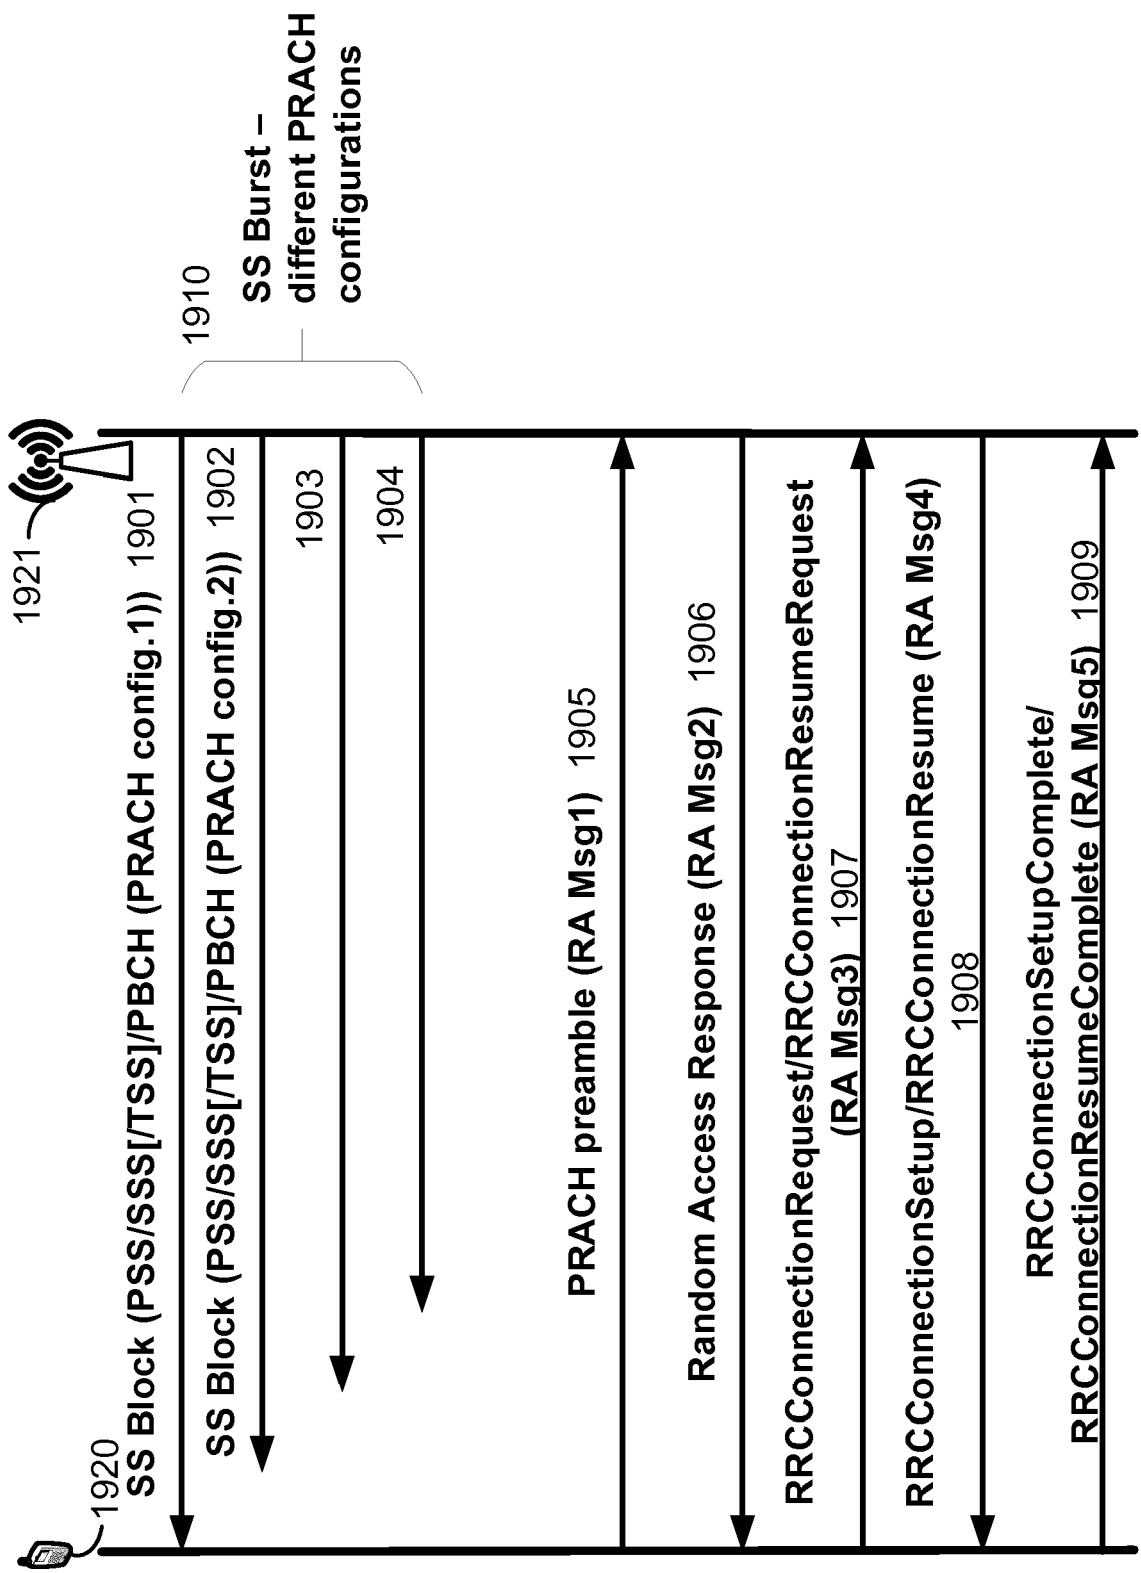 1920
1921
SS Block (PSS/SSS[/TSS]/PBCH (PRACH config.1)) 1901
SS Block (PSS/SSS[/TSS]/PBCH (PRACH config.2)) 1902
1903
1904
1910
SS Burst –
different PRACH
configurations
PRACH preamble (RA Msg1) 1905
Random Access Response (RA Msg2) 1906
RRCConnectionRequest/RRCConnectionResumeRequest
(RA Msg3) 1907
RRCConnectionSetup/RRCConnectionResume (RA Msg4)
1908
RRCConnectionSetupComplete/
RRCConnectionResumeComplete (RA Msg5) 1909